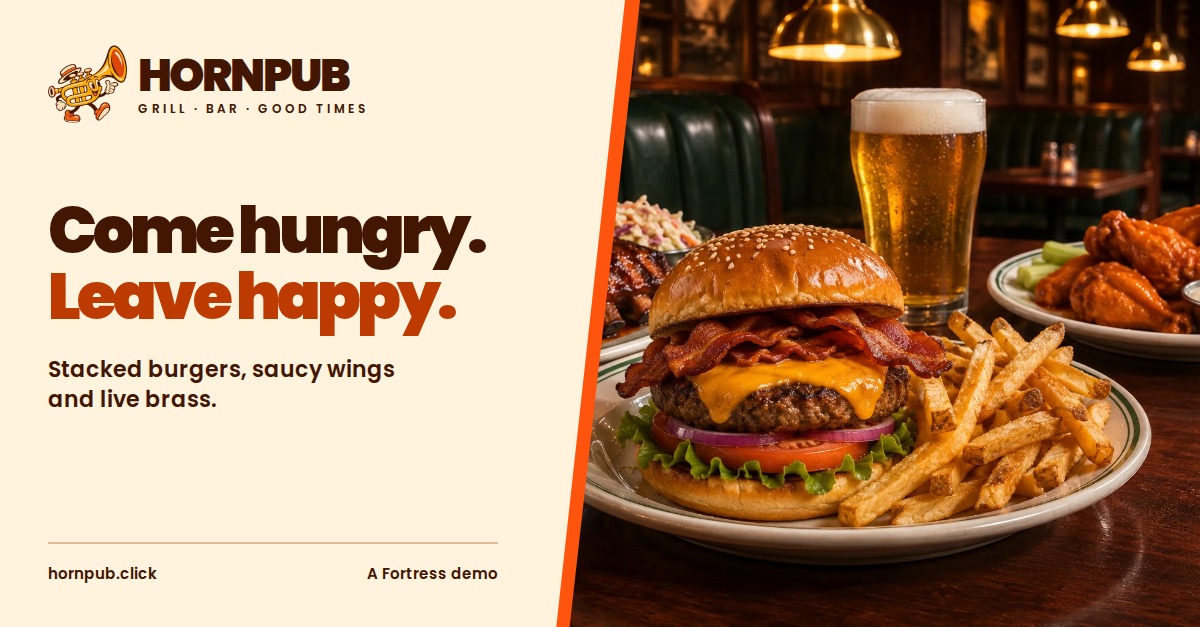 HORNPUB
GRILL · BAR · GOOD TIMES
Come hungry.
Leave happy.
Stacked burgers, saucy wings
and live brass.
hornpub.click
A Fortress demo